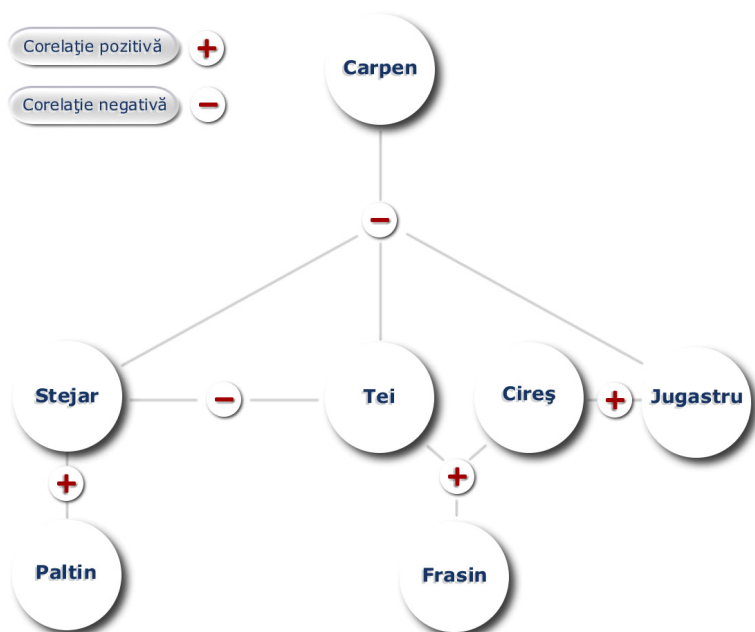 Corelaţie pozitivă +
Corelaţie negativă −
Carpen
−
Stejar
−
Tei
Cireş
+
Jugastru
+
+
Paltin
Frasin